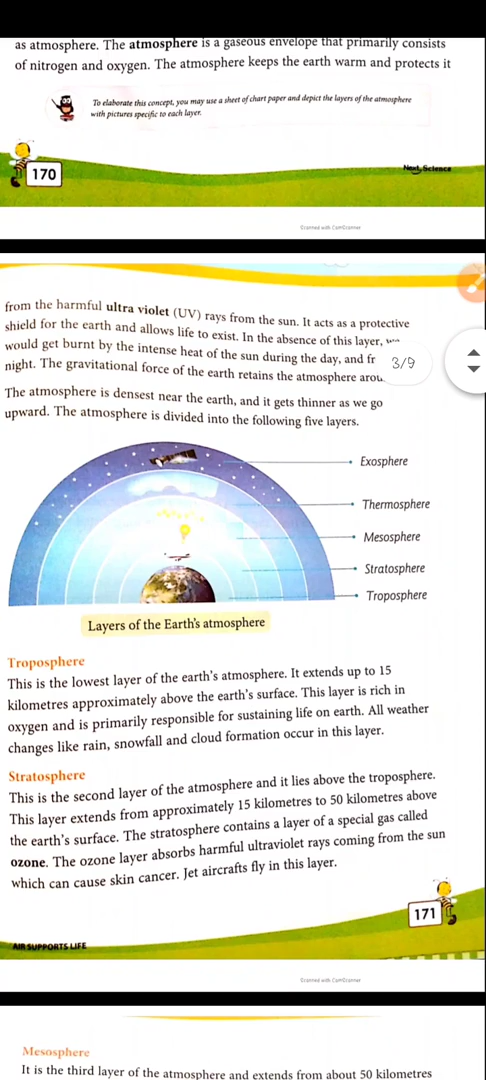 as atmosphere. The atmosphere is a gaseous envelope that primarily consists
of nitrogen and oxygen. The atmosphere keeps the earth warm and protects it
To elaborate this concept, you may use a sheet of chart paper and depict the layers of the atmosphere
with pictures specific to each layer.
170
Next Science
Scanned with CamScanner
from the harmful ultra violet (UV) rays from the sun. It acts as a protective
shield for the earth and allows life to exist. In the absence of this layer,
would get burnt by the intense heat of the sun during the day, and fr
3/9
night. The gravitational force of the earth retains the atmosphere arou
The atmosphere is densest near the earth, and it gets thinner as we go
upward. The atmosphere is divided into the following five layers.
Exosphere
Thermosphere
Mesosphere
Stratosphere
Troposphere
Layers of the Earth's atmosphere
Troposphere
This is the lowest layer of the earth's atmosphere. It extends up to 15
kilometres approximately above the earth's surface. This layer is rich in
oxygen and is primarily responsible for sustaining life on earth. All weather
changes like rain, snowfall and cloud formation occur in this layer.
Stratosphere
This is the second layer of the atmosphere and it lies above the troposphere.
This layer extends from approximately 15 kilometres to 50 kilometres above
the earth's surface. The stratosphere contains a layer of a special gas called
ozone. The ozone layer absorbs harmful ultraviolet rays coming from the sun
which can cause skin cancer. Jet aircrafts fly in this layer.
171
AIR SUPPORTS LIFE
Scanned with CamScanner
Mesosphere
It is the third layer of the atmosphere and extends from about 50 kilometres